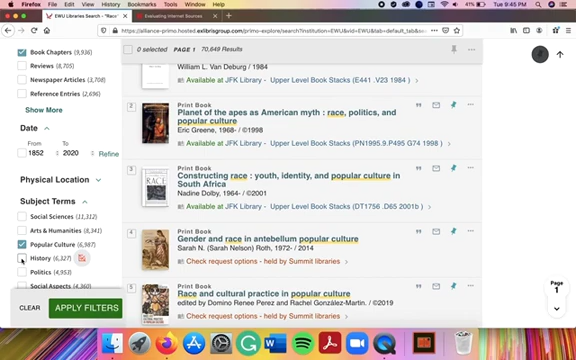 Firefox File Edit View History Bookmarks Tools Window Help
Tue 9:45 PM
EWU Libraries Search - "Race
Evaluating Internet Sources
https://alliance-primo.hosted.exlibrisgroup.com/primo-explore/search?institution=EWU&vid=EWU&tab=default_tab&
0 selected PAGE 1 70,649 Results
Book Chapters (9,936)
Reviews (8,705)
Newspaper Articles (3,708)
Reference Entries (2,696)
Show More
Date
From To
1852 2020 Refine
Physical Location
Subject Terms
Social Sciences (11,312)
Arts & Humanities (8,341)
Popular Culture (6,987)
History (6,327)
Politics (4,953)
Social Aspects (4,360)
CLEAR APPLY FILTERS
William L. Van Deburg / 1984
Available at JFK Library - Upper Level Book Stacks (E441 .V23 1984 )
2
Print Book
Planet of the apes as American myth : race, politics, and
popular culture
Eric Greene, 1968- / ©1998
Available at JFK Library - Upper Level Book Stacks (PN1995.9.P495 G74 1998 )
3
Print Book
Constructing race : youth, identity, and popular culture in
South Africa
Nadine Dolby, 1964- / ©2001
Available at JFK Library - Upper Level Book Stacks (DT1756 .D65 2001b )
4
Print Book
Gender and race in antebellum popular culture
Sarah N. (Sarah Nelson) Roth, 1972- / ©2014
Check request options - held by Summit libraries
5
Print Book
Race and cultural practice in popular culture
edited by Domino Renee Perez and Rachel González-Martin. / ©2019
Check request options - held by Summit libraries
Page
1